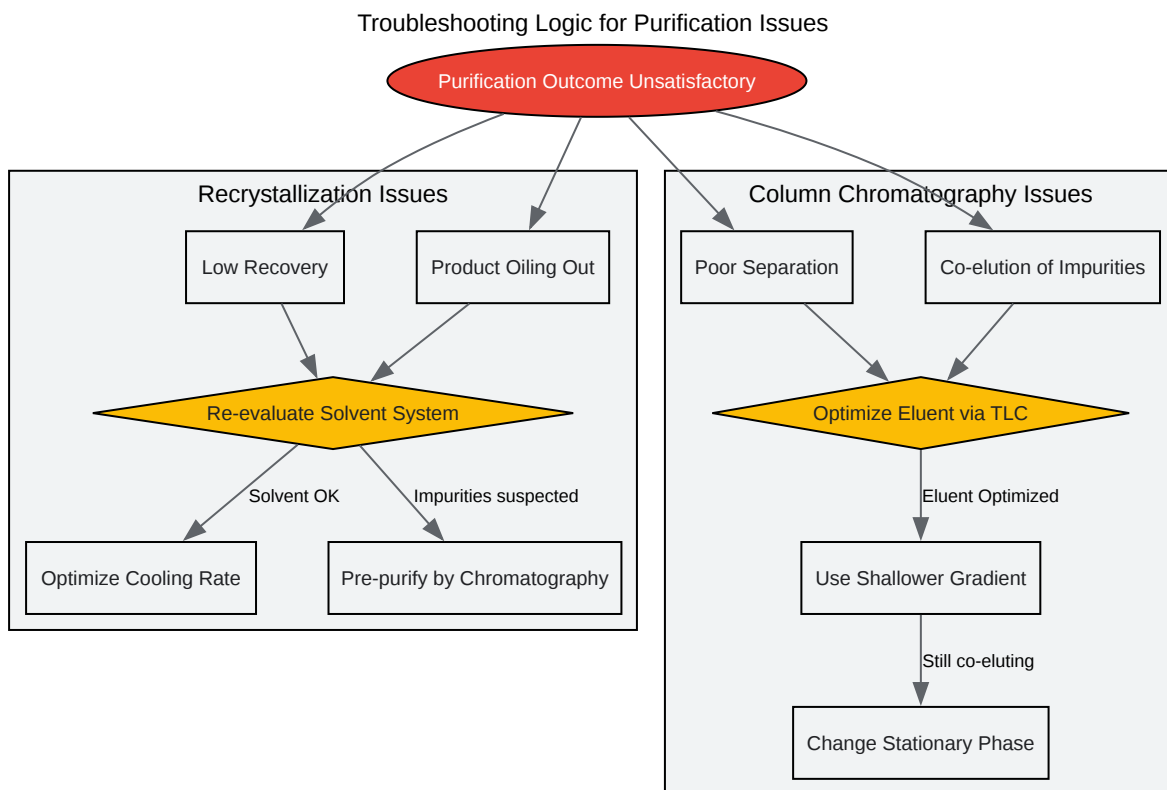 Troubleshooting Logic for Purification Issues
Purification Outcome Unsatisfactory
Recrystallization Issues
Low Recovery
Product Oiling Out
Re-evaluate Solvent System
Solvent OK
Impurities suspected
Optimize Cooling Rate
Pre-purify by Chromatography
Column Chromatography Issues
Poor Separation
Co-elution of Impurities
Optimize Eluent via TLC
Eluent Optimized
Use Shallower Gradient
Still co-eluting
Change Stationary Phase